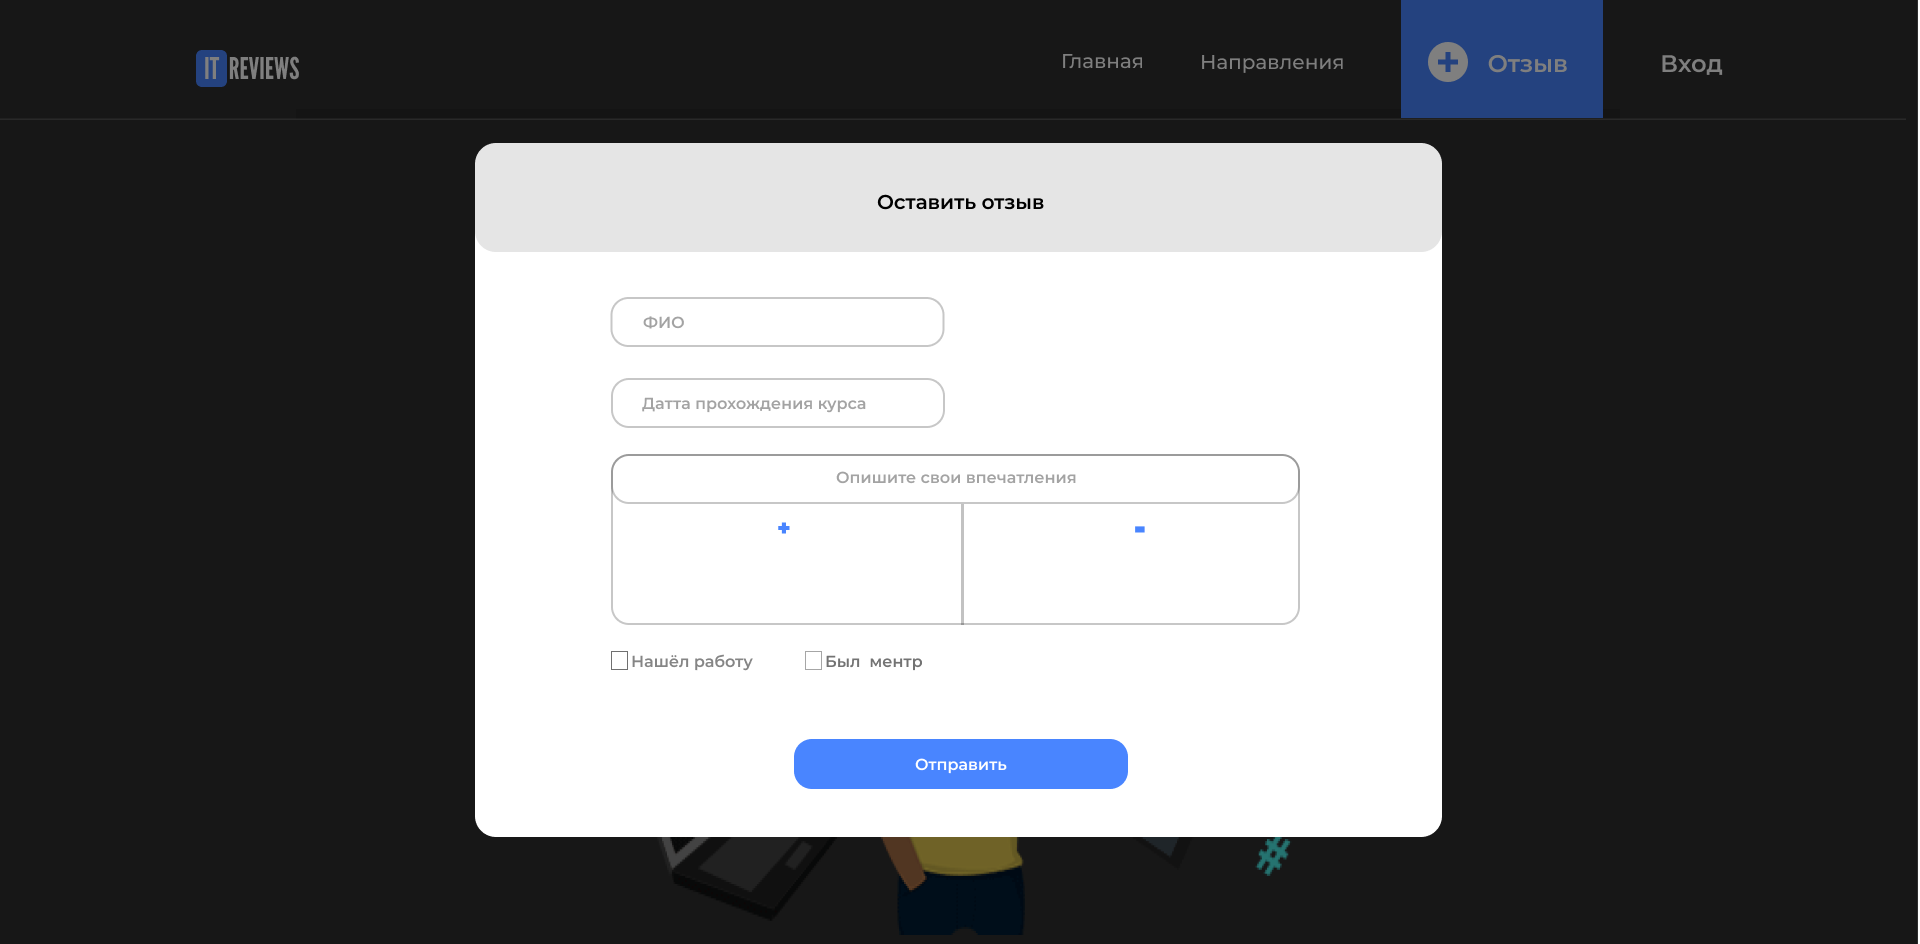 IT REVIEWS
Главная
Направления
Отзыв
Вход
Оставить отзыв
ФИО
Датта прохождения курса
Опишите свои впечатления
+ -
Нашёл работу
Был ментр
Отправить
#